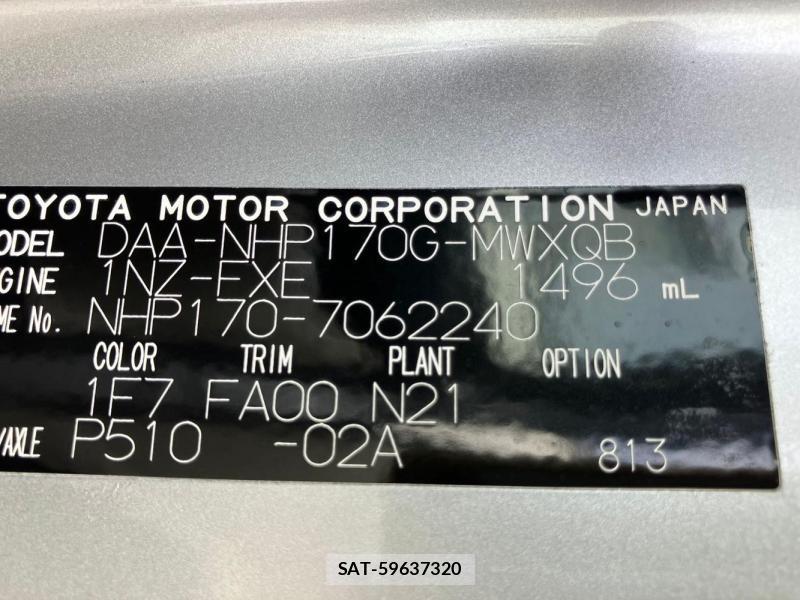 TOYOTA MOTOR CORPORATION JAPAN
ODEL DAA-NHP170G-MWXQB
GINE 1NZ-FXE 1496 mL
ME No. NHP170-7062240
COLOR TRIM PLANT OPTION
1F7 FA00 N21
/AXLE P510 -02A 813
SAT-59637320